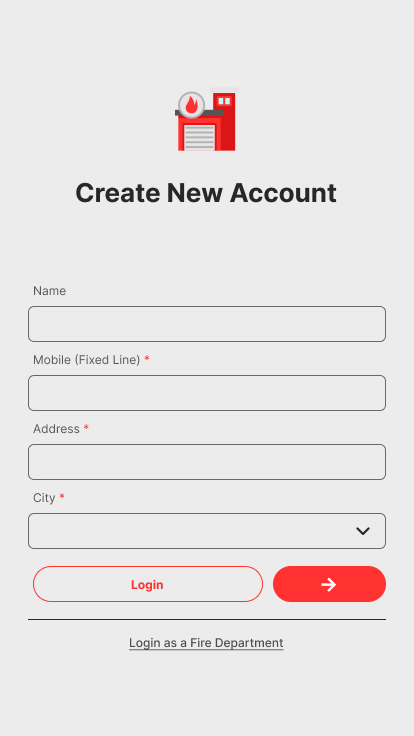 Create New Account
Name
Mobile (Fixed Line) *
Address *
City *
Login
Login as a Fire Department